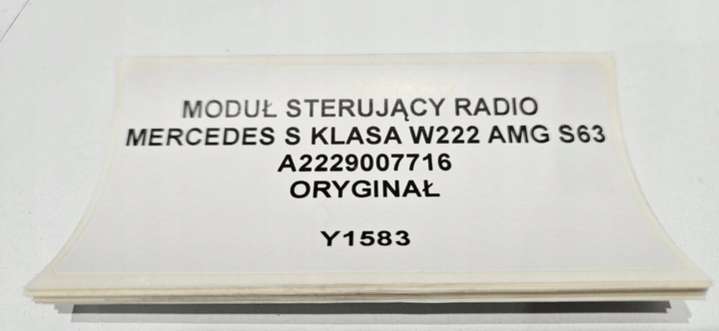 MODUŁ STERUJĄCY RADIO
MERCEDES S KLASA W222 AMG S63
A2229007716
ORYGINAŁ
Y1583